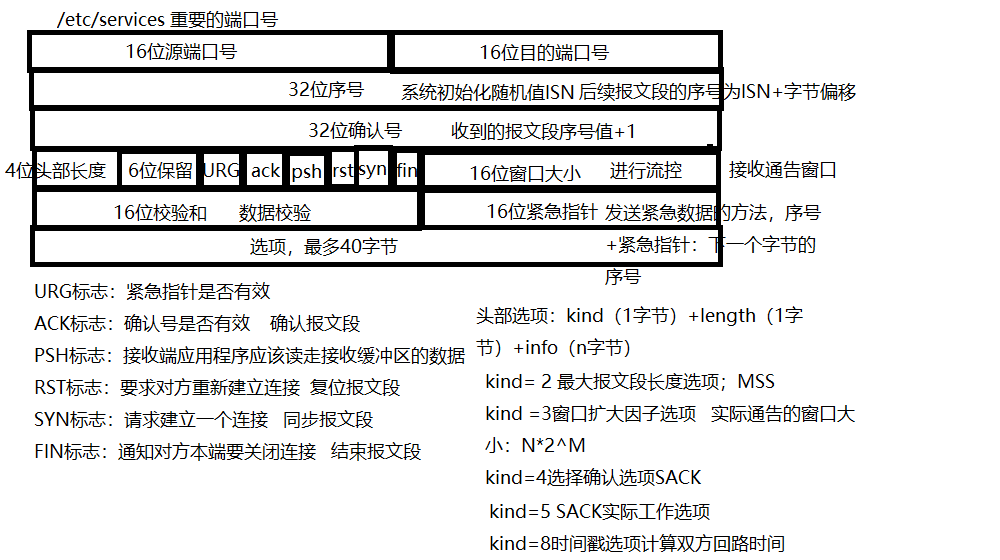 /etc/services 重要的端口号
16位源端口号 16位目的端口号
32位序号 系统初始化随机值ISN 后续报文段的序号为ISN+字节偏移
32位确认号 收到的报文段序号值+1
4位头部长度 6位保留 URG ack psh rst syn fin 16位窗口大小 进行流控 接收通告窗口
16位校验和 数据校验 16位紧急指针 发送紧急数据的方法，序号
+紧急指针：下一个字节的
序号
选项，最多40字节
URG标志：紧急指针是否有效
ACK标志：确认号是否有效 确认报文段
PSH标志：接收端应用程序应该读走接收缓冲区的数据
RST标志：要求对方重新建立连接 复位报文段
SYN标志：请求建立一个连接 同步报文段
FIN标志：通知对方本端要关闭连接 结束报文段
头部选项：kind（1字节）+length（1字
节）+info（n字节）
kind= 2 最大报文段长度选项；MSS
kind =3窗口扩大因子选项 实际通告的窗口大
小：N*2^M
kind=4选择确认选项SACK
kind=5 SACK实际工作选项
kind=8时间戳选项计算双方回路时间